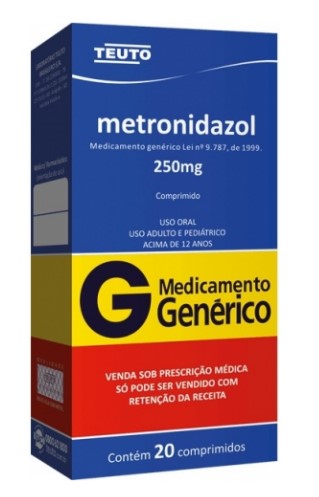 TEUTO
metronidazol
Medicamento genérico Lei nº 9.787, de 1999.
250mg
Comprimido
USO ORAL
USO ADULTO E PEDIÁTRICO
ACIMA DE 12 ANOS
G Medicamento
Genérico
VENDA SOB PRESCRIÇÃO MÉDICA
SÓ PODE SER VENDIDO COM
RETENÇÃO DA RECEITA
Contém 20 comprimidos